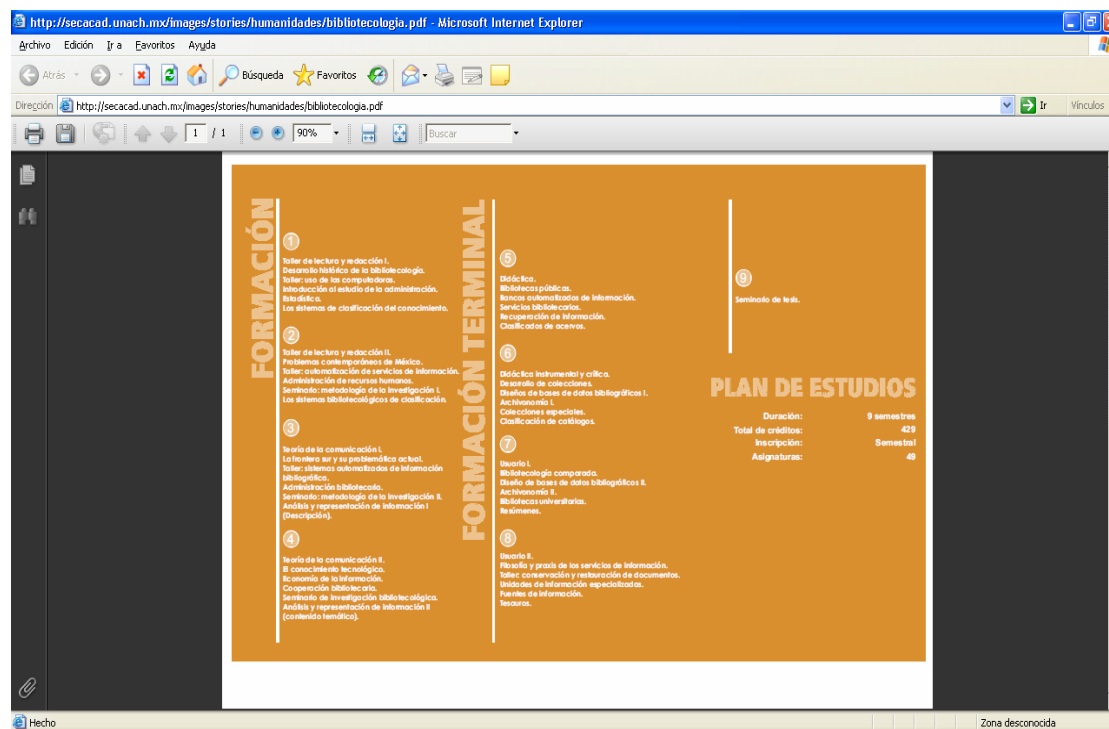 http://secacad.unach.mx/images/stories/humanidades/bibliotecologia.pdf - Microsoft Internet Explorer
Archivo Edición Ir a Favoritos Ayuda
Atrás Búsqueda Favoritos
Dirección http://secacad.unach.mx/images/stories/humanidades/bibliotecologia.pdf Ir Vínculos
1 / 1 90% Buscar
FORMACIÓN
1
Taller de lectura y redacción I.
Desarrollo histórico de la bibliotecología.
Taller: uso de las computadoras.
Introducción al estudio de la administración.
Estadística.
Los sistemas de clasificación del conocimiento.
2
Taller de lectura y redacción II.
Problemas contemporáneos de México.
Taller: automatización de servicios de información.
Administración de recursos humanos.
Seminario: metodología de la investigación I.
Los sistemas bibliotecológicos de clasificación.
3
Teoría de la comunicación I.
La frontera sur y su problemática actual.
Taller: sistemas automatizados de información
bibliográfica.
Administración bibliotecaria.
Seminario: metodología de la investigación II.
Análisis y representación de información I
(Descripción).
4
Teoría de la comunicación II.
El conocimiento tecnológico.
Economía de la información.
Cooperación bibliotecaria.
Seminario de investigación bibliotecológica.
Análisis y representación de información II
(contenido temático).
FORMACIÓN TERMINAL
5
Didáctica.
Bibliotecas públicas.
Bancos automatizados de información.
Servicios bibliotecarios.
Recuperación de información.
Clasificados de acervos.
6
Didáctica instrumental y crítica.
Desarrollo de colecciones.
Diseños de bases de datos bibliográficos I.
Archivonomía I.
Colecciones especiales.
Clasificación de catálogos.
7
Usuario I.
Bibliotecología comparada.
Diseño de bases de datos bibliográficos II.
Archivonomía II.
Bibliotecas universitarias.
Resúmenes.
8
Usuario II.
Filosofía y praxis de los servicios de información.
Taller: conservación y restauración de documentos.
Unidades de información especializadas.
Fuentes de información.
Tesauros.
9
Seminario de tesis.
PLAN DE ESTUDIOS
Duración: 9 semestres
Total de créditos: 429
Inscripción: Semestral
Asignaturas: 49
Hecho Zona desconocida